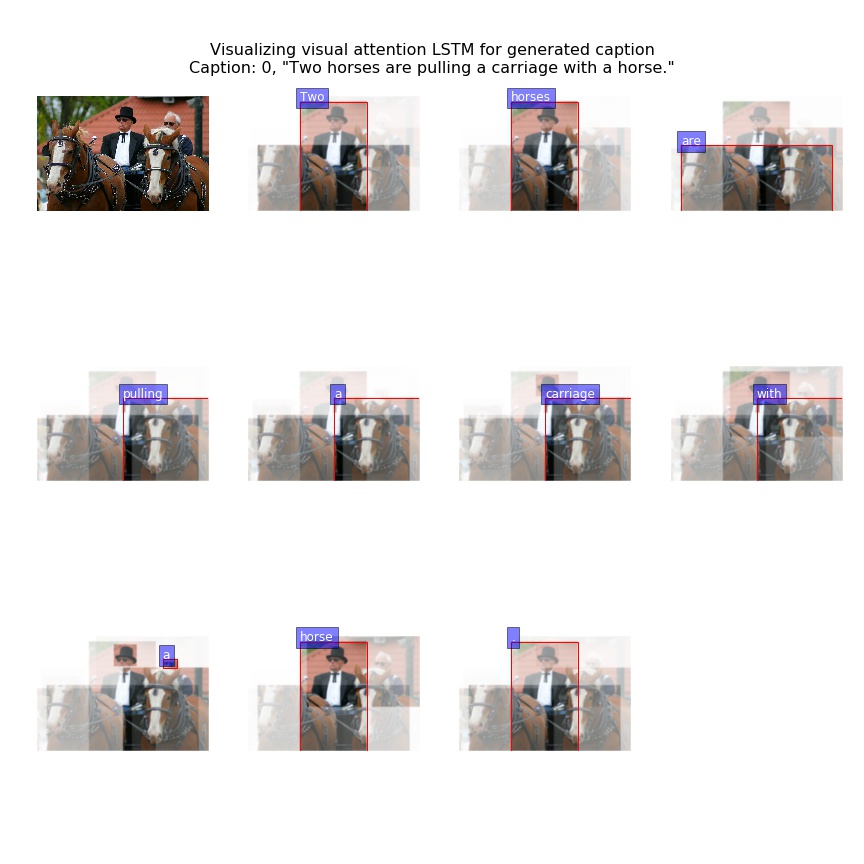 Visualizing visual attention LSTM for generated caption
Caption: 0, "Two horses are pulling a carriage with a horse."
Two
horses
are
pulling
a
carriage
with
a
horse
.